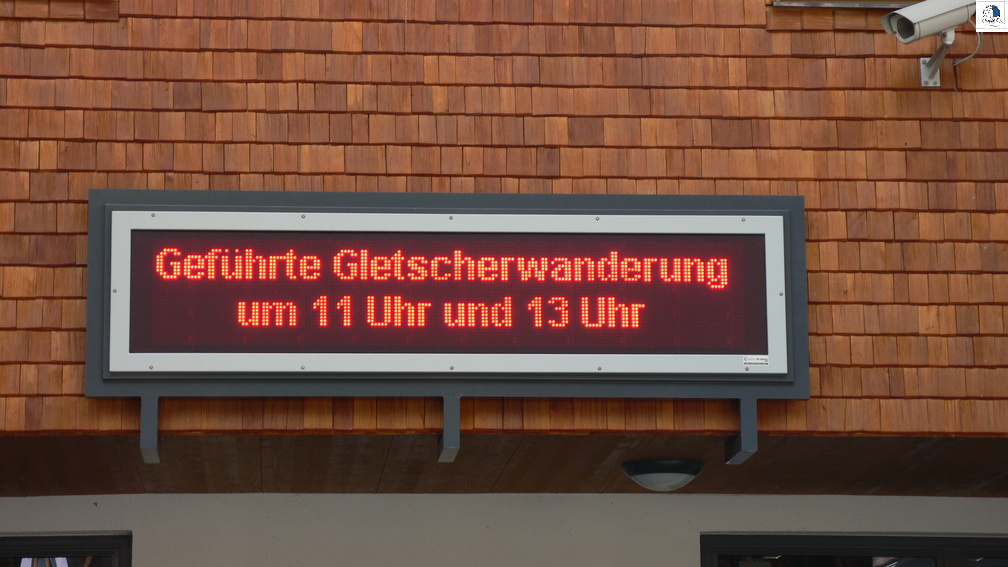 Geführte Gletscherwanderung
um 11 Uhr und 13 Uhr